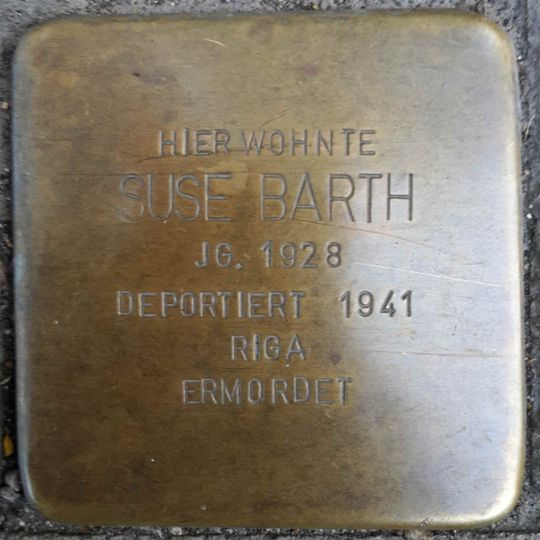 HIER WOHNTE
SUSE BARTH
JG. 1928
DEPORTIERT 1941
RIGA
ERMORDET